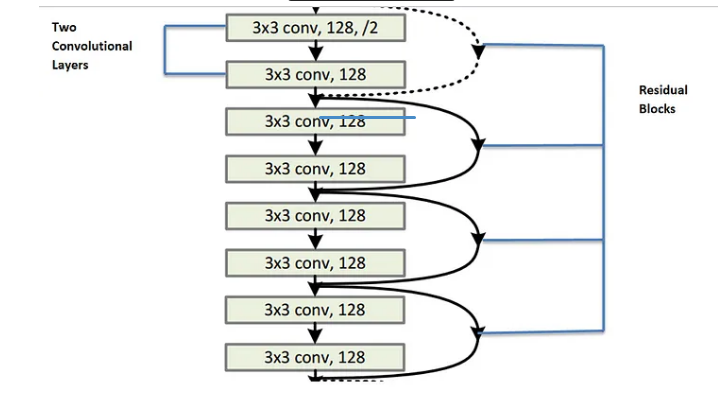 Two
Convolutional
Layers
3x3 conv, 128, /2
3x3 conv, 128
3x3 conv, 128
3x3 conv, 128
3x3 conv, 128
3x3 conv, 128
3x3 conv, 128
3x3 conv, 128
Residual
Blocks